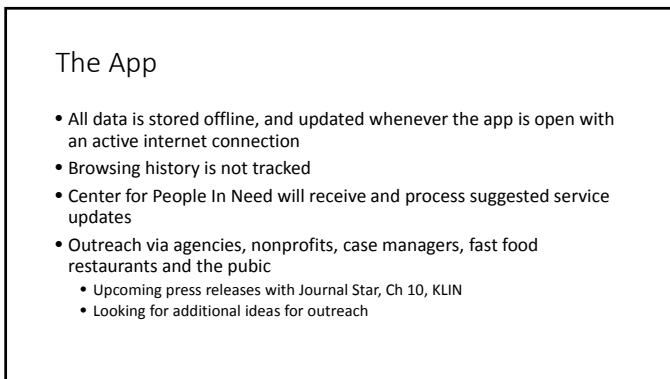 The App
• All data is stored offline, and updated whenever the app is open with
an active internet connection
• Browsing history is not tracked
• Center for People In Need will receive and process suggested service
updates
• Outreach via agencies, nonprofits, case managers, fast food
restaurants and the pubic
• Upcoming press releases with Journal Star, Ch 10, KLIN
• Looking for additional ideas for outreach